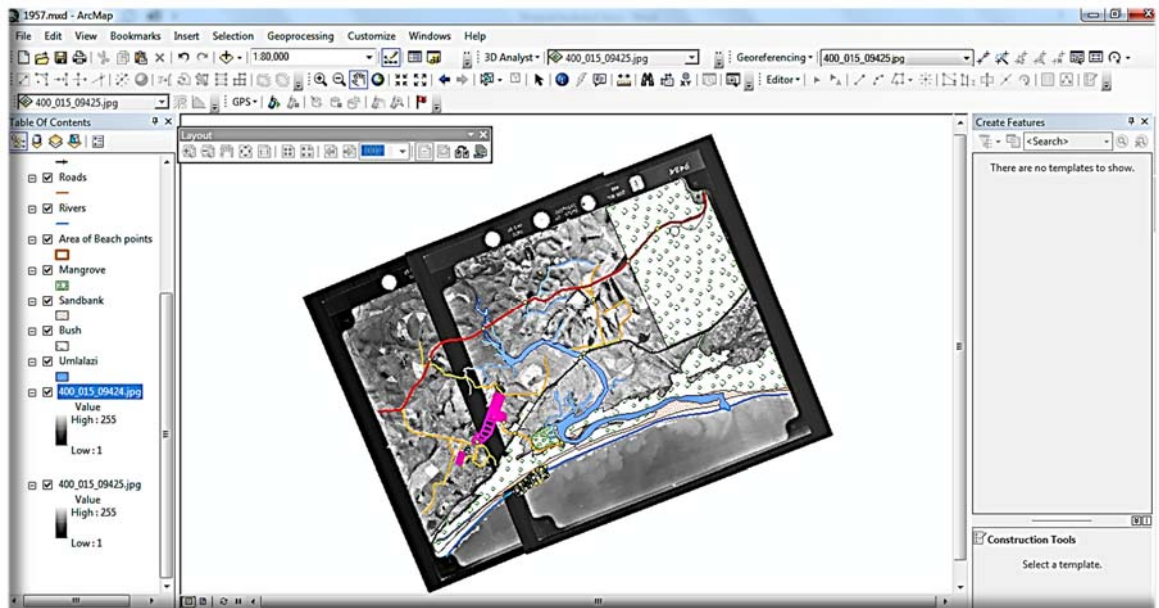 1957.mxd - ArcMap
File Edit View Bookmarks Insert Selection Geoprocessing Customize Windows Help
1:80,000 3D Analyst 400_015_09425.jpg Georeferencing 400_015_09425.jpg
Editor
400_015_09425.jpg GPS
Table Of Contents
Layout
Create Features
<Search>
There are no templates to show.
Roads
Rivers
Area of Beach points
Mangrove
Sandbank
Bush
Umlalazi
400_015_09424.jpg
Value
High : 255
Low : 1
400_015_09425.jpg
Value
High : 255
Low : 1
Construction Tools
Select a template.